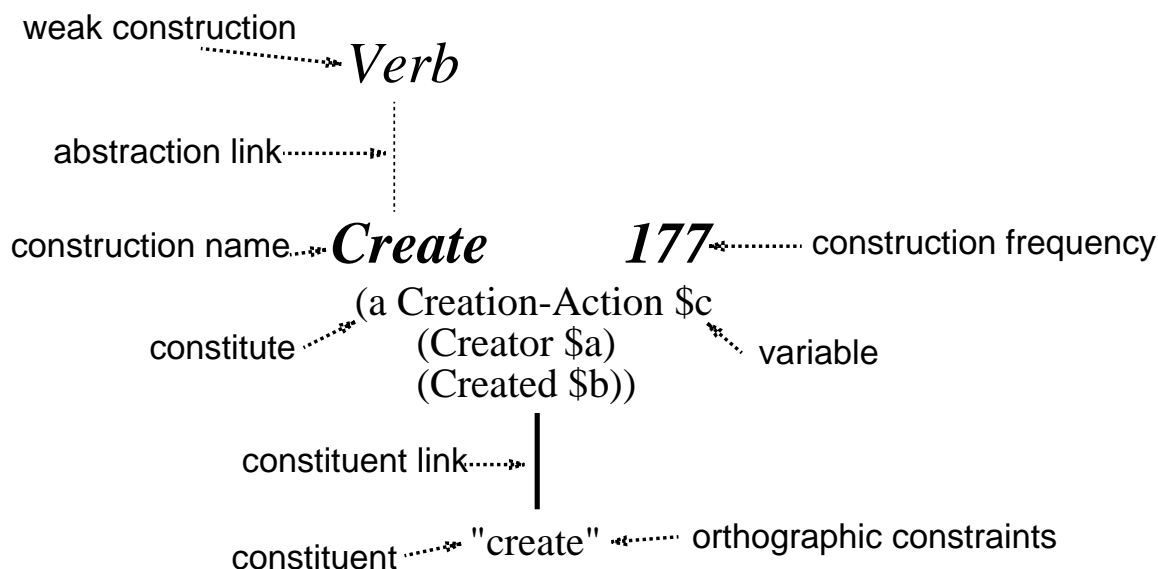 weak construction
Verb
abstraction link
construction name Create 177 construction frequency
(a Creation-Action $c
constitute (Creator $a) variable
(Created $b))
constituent link
constituent "create" orthographic constraints